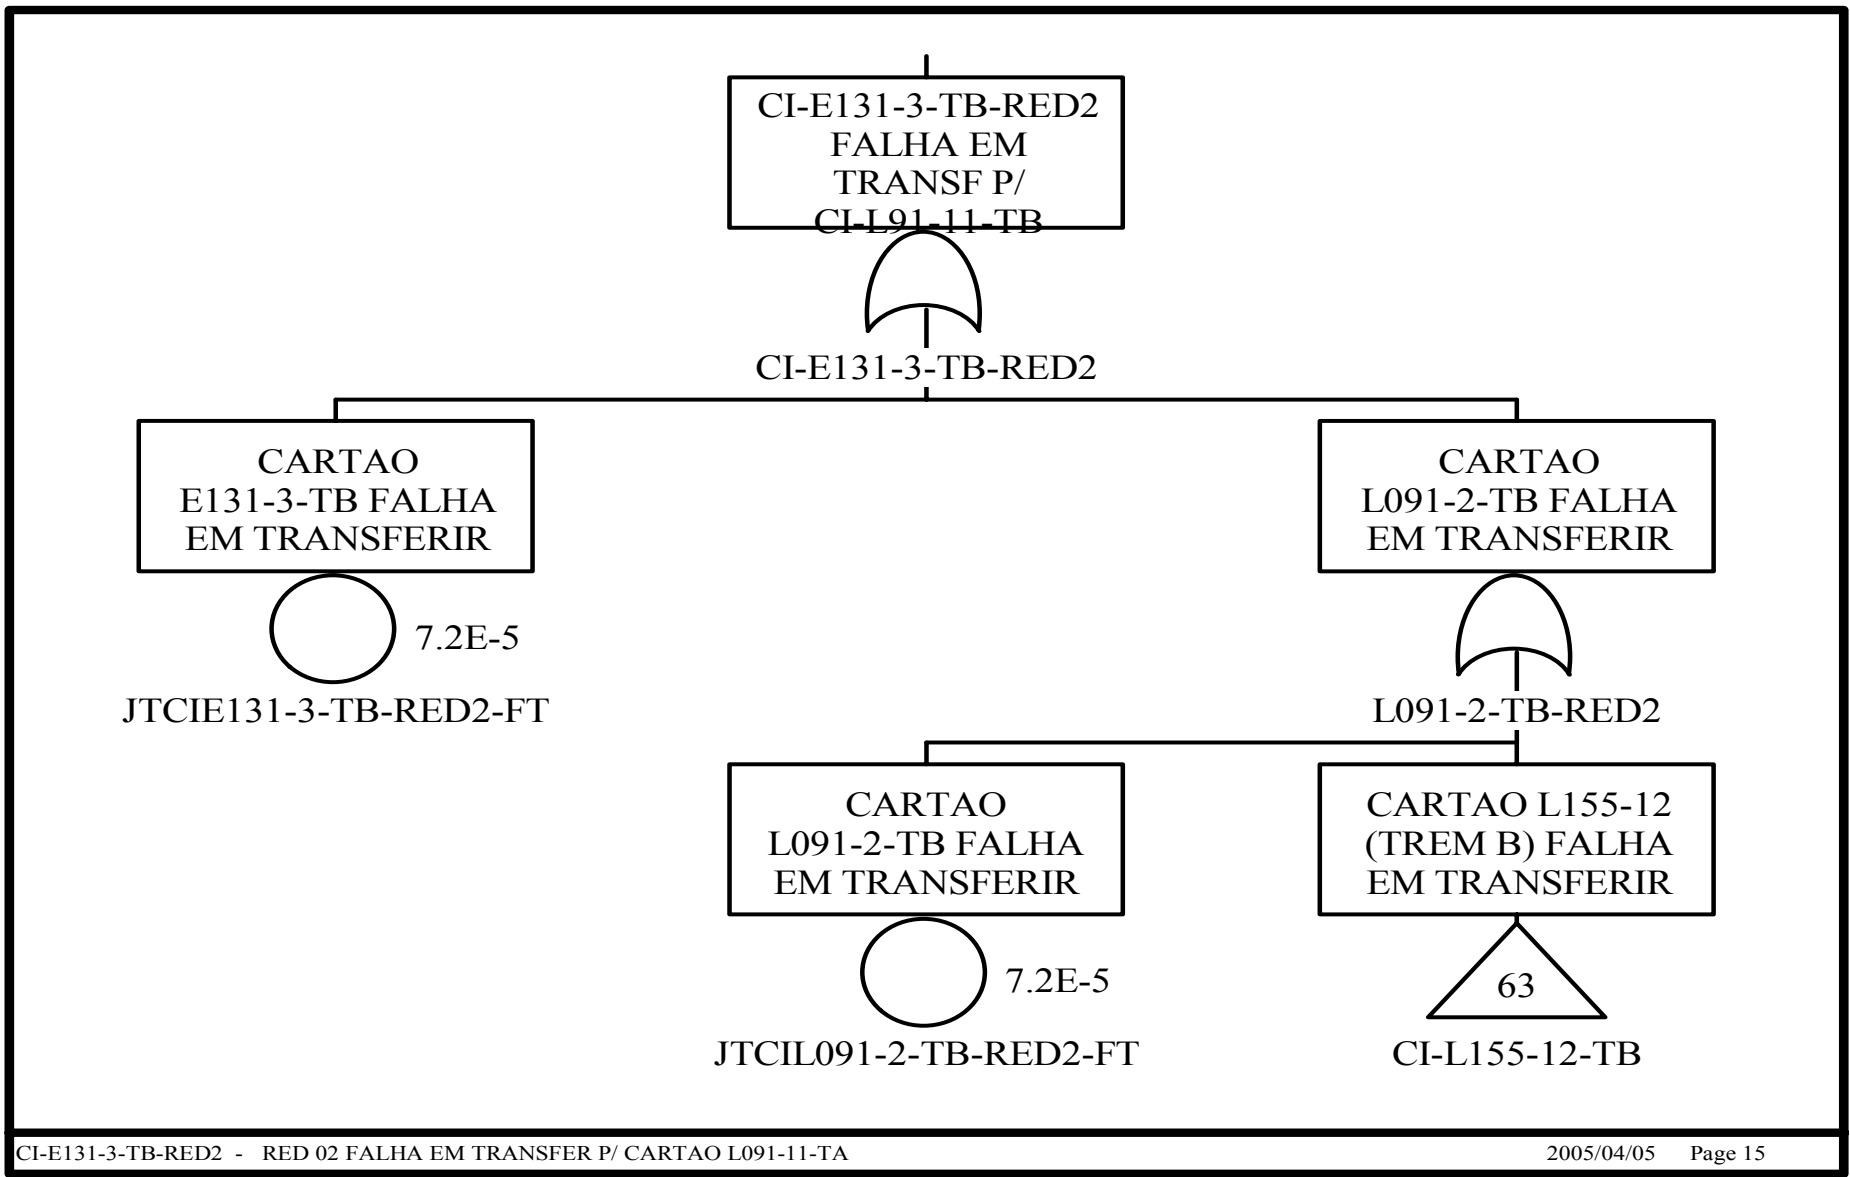 CI-E131-3-TB-RED2
FALHA EM
TRANSF P/
CI-L91-11-TB
CI-E131-3-TB-RED2
CARTAO
E131-3-TB FALHA
EM TRANSFERIR
7.2E-5
JTCIE131-3-TB-RED2-FT
CARTAO
L091-2-TB FALHA
EM TRANSFERIR
L091-2-TB-RED2
CARTAO
L091-2-TB FALHA
EM TRANSFERIR
7.2E-5
JTCIL091-2-TB-RED2-FT
CARTAO L155-12
(TREM B) FALHA
EM TRANSFERIR
63
CI-L155-12-TB
CI-E131-3-TB-RED2 - RED 02 FALHA EM TRANSFER P/ CARTAO L091-11-TA 2005/04/05 Page 15